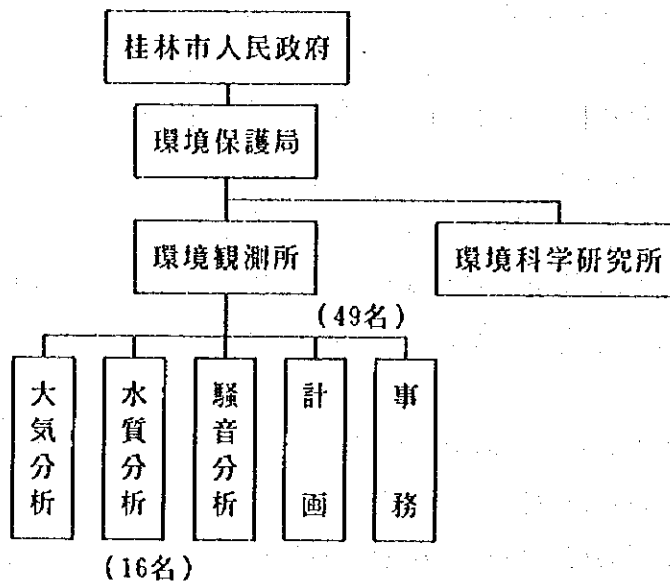 桂林市人民政府
環境保護局
環境観測所
環境科学研究所
(49名)
大気分析
水質分析
騒音分析
計画
事務
(16名)